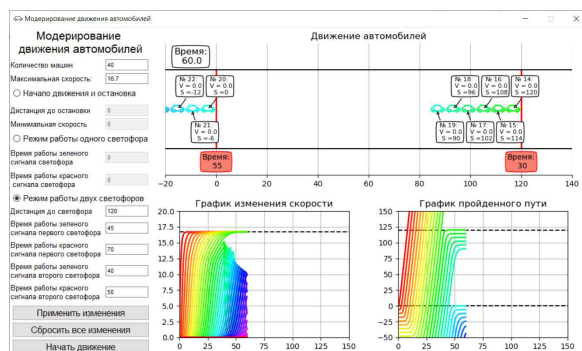 Модерирование движения автомобилей
Модерирование
движения автомобилей
Количество машин 40
Максимальная скорость: 16.7
Начало движения и остановка
Дистанция до остановки 0
Минимальная скорость 0
Режим работы одного светофора
Время работы зеленого
сигнала светофора 0
Время работы красного
сигнала светофора 0
Режим работы двух светофоров
Дистанция до светофора 120
Время работы зеленого
сигнала первого светофора 45
Время работы красного
сигнала первого светофора 70
Время работы зеленого
сигнала второго светофора 40
Время работы красного
сигнала второго светофора 50
Применить изменения
Сбросить все изменения
Начать движение
Движение автомобилей
Время:
60.0
№ 22:
V = 0.0
S =-12
№ 20:
V = 0.0
S =0
№ 21:
V = 0.0
S =-6
№ 18:
V = 0.0
S =96
№ 16:
V = 0.0
S =108
№ 14:
V = 0.0
S =120
№ 19:
V = 0.0
S =90
№ 17:
V = 0.0
S =102
№ 15:
V = 0.0
S =114
Время:
55
Время:
30
−20 0 20 40 60 80 100 120 140
График изменения скорости
20.0
17.5
15.0
12.5
10.0
7.5
5.0
2.5
0.0
0 25 50 75 100 125 150
График пройденного пути
150
125
100
75
50
25
0
−25
−50
0 25 50 75 100 125 150